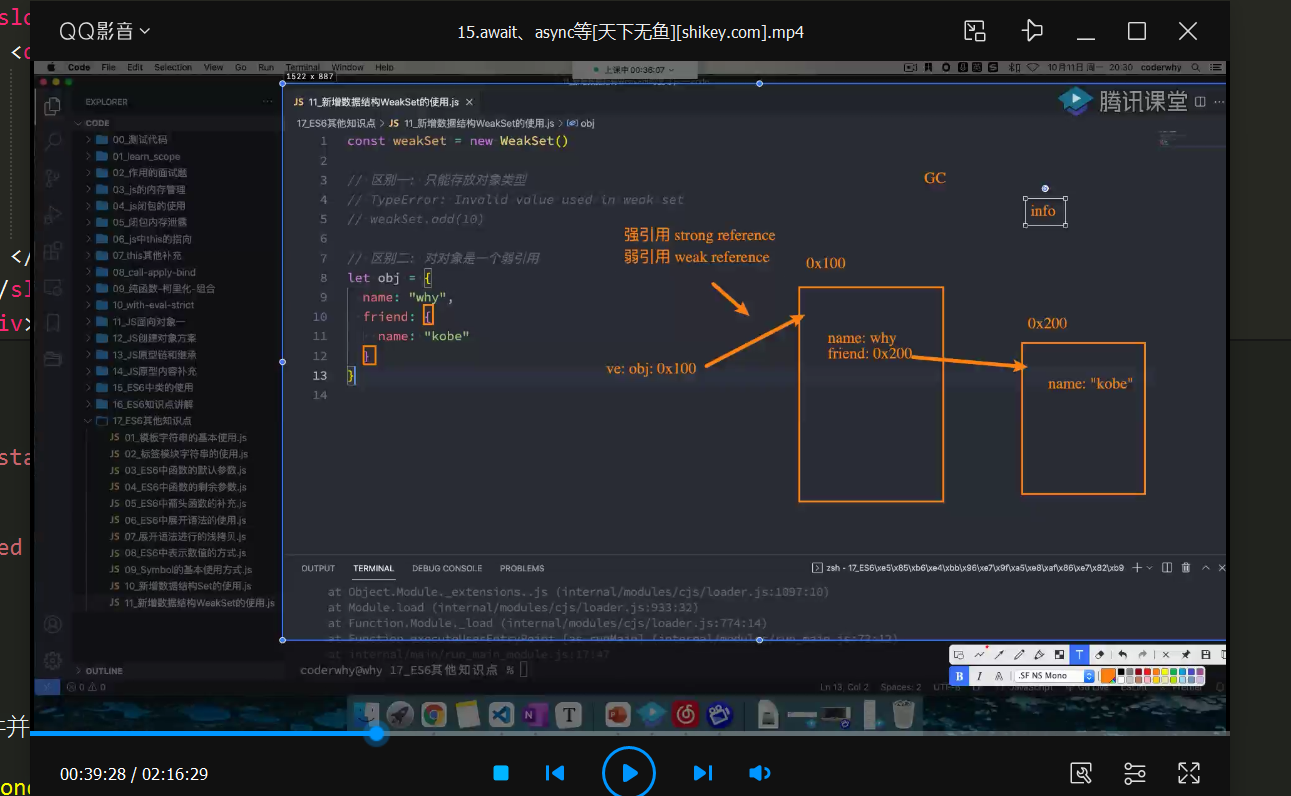 QQ影音
15.await、async等[天下无鱼][shikey.com].mp4
Code File Edit Selection View Go Run Terminal Window Help
上课中 00:36:07
10月11日 周一 20:30 coderwhy
1522 x 887
EXPLORER
CODE
00_测试代码
01_learn_scope
02_作用的面试题
03_js的内存管理
04_js闭包的使用
05_闭包内存泄露
06_js中this的指向
07_this其他补充
08_call-apply-bind
09_纯函数-柯里化-组合
10_with-eval-strict
11_JS面向对象一
12_JS创建对象方案
13_JS原型链和继承
14_JS原型内容补充
15_ES6中类的使用
16_ES6知识点讲解
17_ES6其他知识点
JS 01_模板字符串的基本使用.js
JS 02_标签模块字符串的使用.js
JS 03_ES6中函数的默认参数.js
JS 04_ES6中函数的剩余参数.js
JS 05_ES6中箭头函数的补充.js
JS 06_ES6中展开语法的使用.js
JS 07_展开语法进行的浅拷贝.js
JS 08_ES6中表示数值的方式.js
JS 09_Symbol的基本使用方式.js
JS 10_新增数据结构Set的使用.js
JS 11_新增数据结构WeakSet的使用.js
OUTLINE
JS 11_新增数据结构WeakSet的使用.js
腾讯课堂
17_ES6其他知识点 > JS 11_新增数据结构WeakSet的使用.js > obj
1 const weakSet = new WeakSet()
2
3 // 区别一: 只能存放对象类型
4 // TypeError: Invalid value used in weak set
5 // weakSet.add(10)
6
7 // 区别二: 对对象是一个弱引用
8 let obj = {
9 name: "why",
10 friend: {
11 name: "kobe"
12 }
13 }
14
GC
info
强引用 strong reference
弱引用 weak reference
0x100
name: why
friend: 0x200
ve: obj: 0x100
0x200
name: "kobe"
OUTPUT TERMINAL DEBUG CONSOLE PROBLEMS
zsh - 17_ES6\xe5\x85\xb6\xe4\xbb\x96\xe7\x9f\xa5\xe8\xaf\x86\xe7\x82\xb9
at Object.Module._extensions..js (internal/modules/cjs/loader.js:1097:10)
at Module.load (internal/modules/cjs/loader.js:933:32)
at Function.Module._load (internal/modules/cjs/loader.js:774:14)
at Function.executeUserEntryPoint [as runMain] (internal/modules/run_main.js:72:12)
at internal/main/run_main_module.js:17:47
coderwhy@why 17_ES6其他知识点 %
B I A .SF NS Mono
0 0
Ln 13, Col 2 Spaces: 2
00:39:28 / 02:16:29